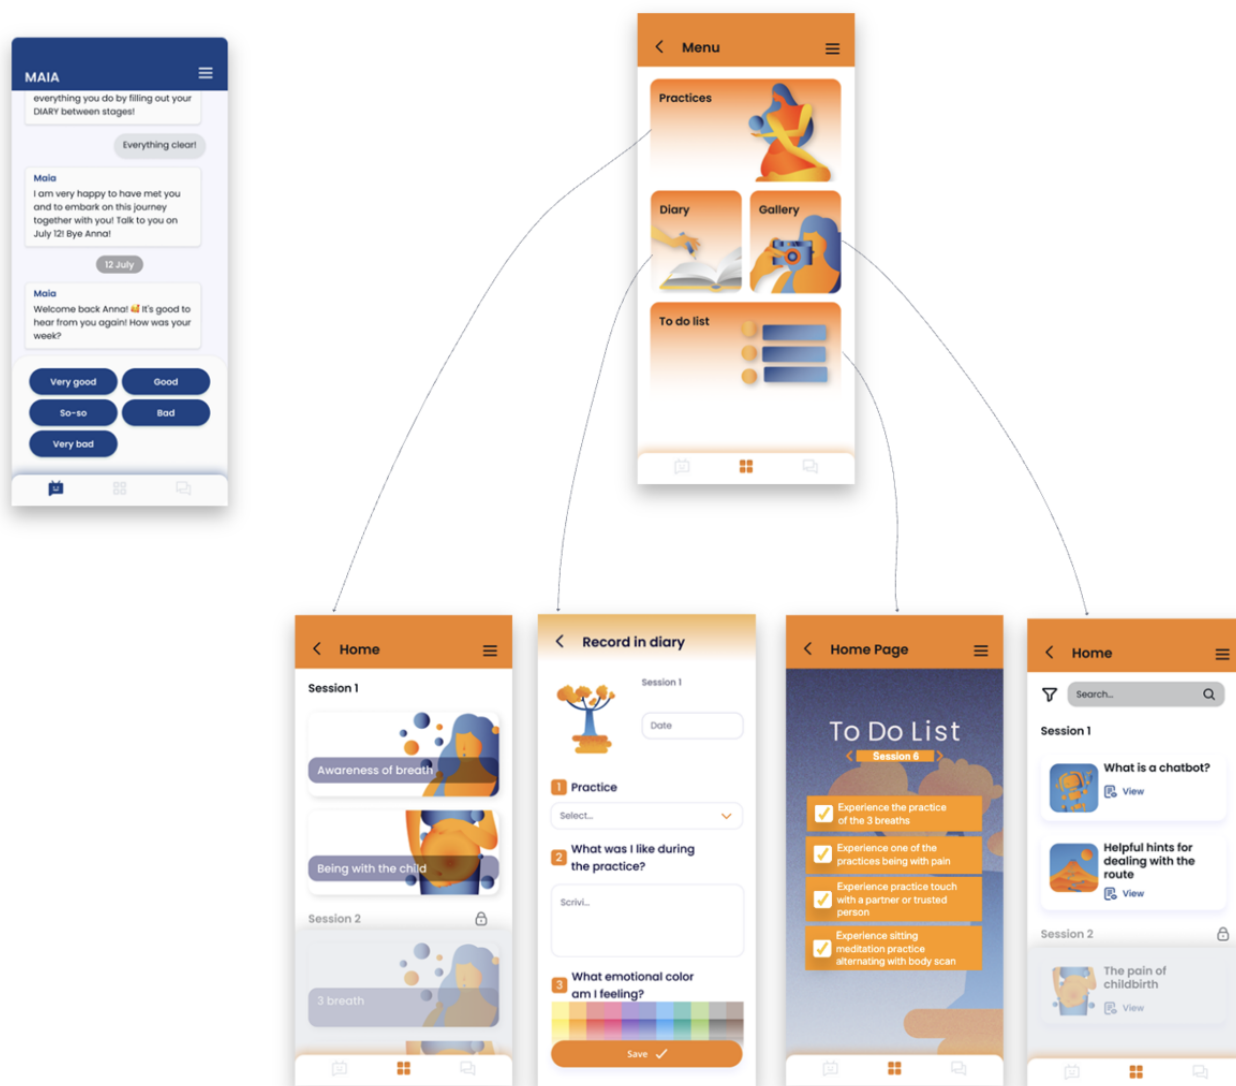 MAIA
everything you do by filling out your
DIARY between stages!
Everything clear!
Maia
I am very happy to have met you
and to embark on this journey
together with you! Talk to you on
July 12! Bye Anna!
12 July
Maia
Welcome back Anna! 🥰 It's good to
hear from you again! How was your
week?
Very good
Good
So-so
Bad
Very bad
Menu
Practices
Diary
Gallery
To do list
Home
Session 1
Awareness of breath
Being with the child
Session 2
3 breath
Record in diary
Session 1
Date
1 Practice
Select...
2 What was I like during
the practice?
Scrivi...
3 What emotional color
am I feeling?
Save
Home Page
To Do List
Session 6
Experience the practice
of the 3 breaths
Experience one of the
practices being with pain
Experience practice touch
with a partner or trusted
person
Experience sitting
meditation practice
alternating with body scan
Home
Search...
Session 1
What is a chatbot?
View
Helpful hints for
dealing with the
route
View
Session 2
The pain of
childbirth
View